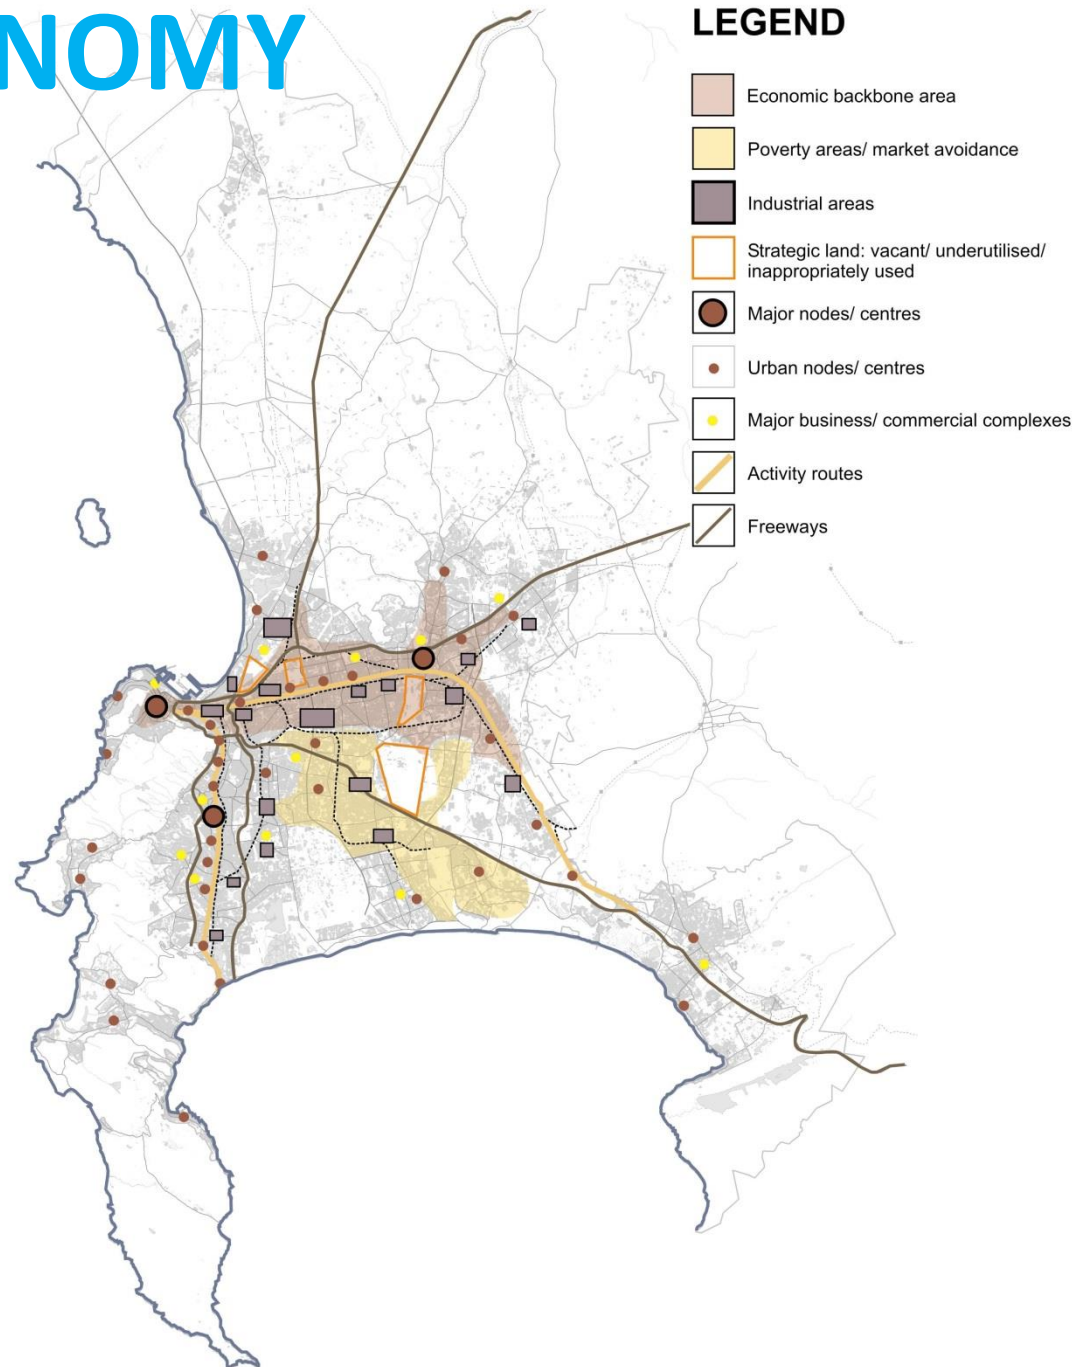 NOMY
LEGEND
Economic backbone area
Poverty areas/ market avoidance
Industrial areas
Strategic land: vacant/ underutilised/
inappropriately used
Major nodes/ centres
Urban nodes/ centres
Major business/ commercial complexes
Activity routes
Freeways